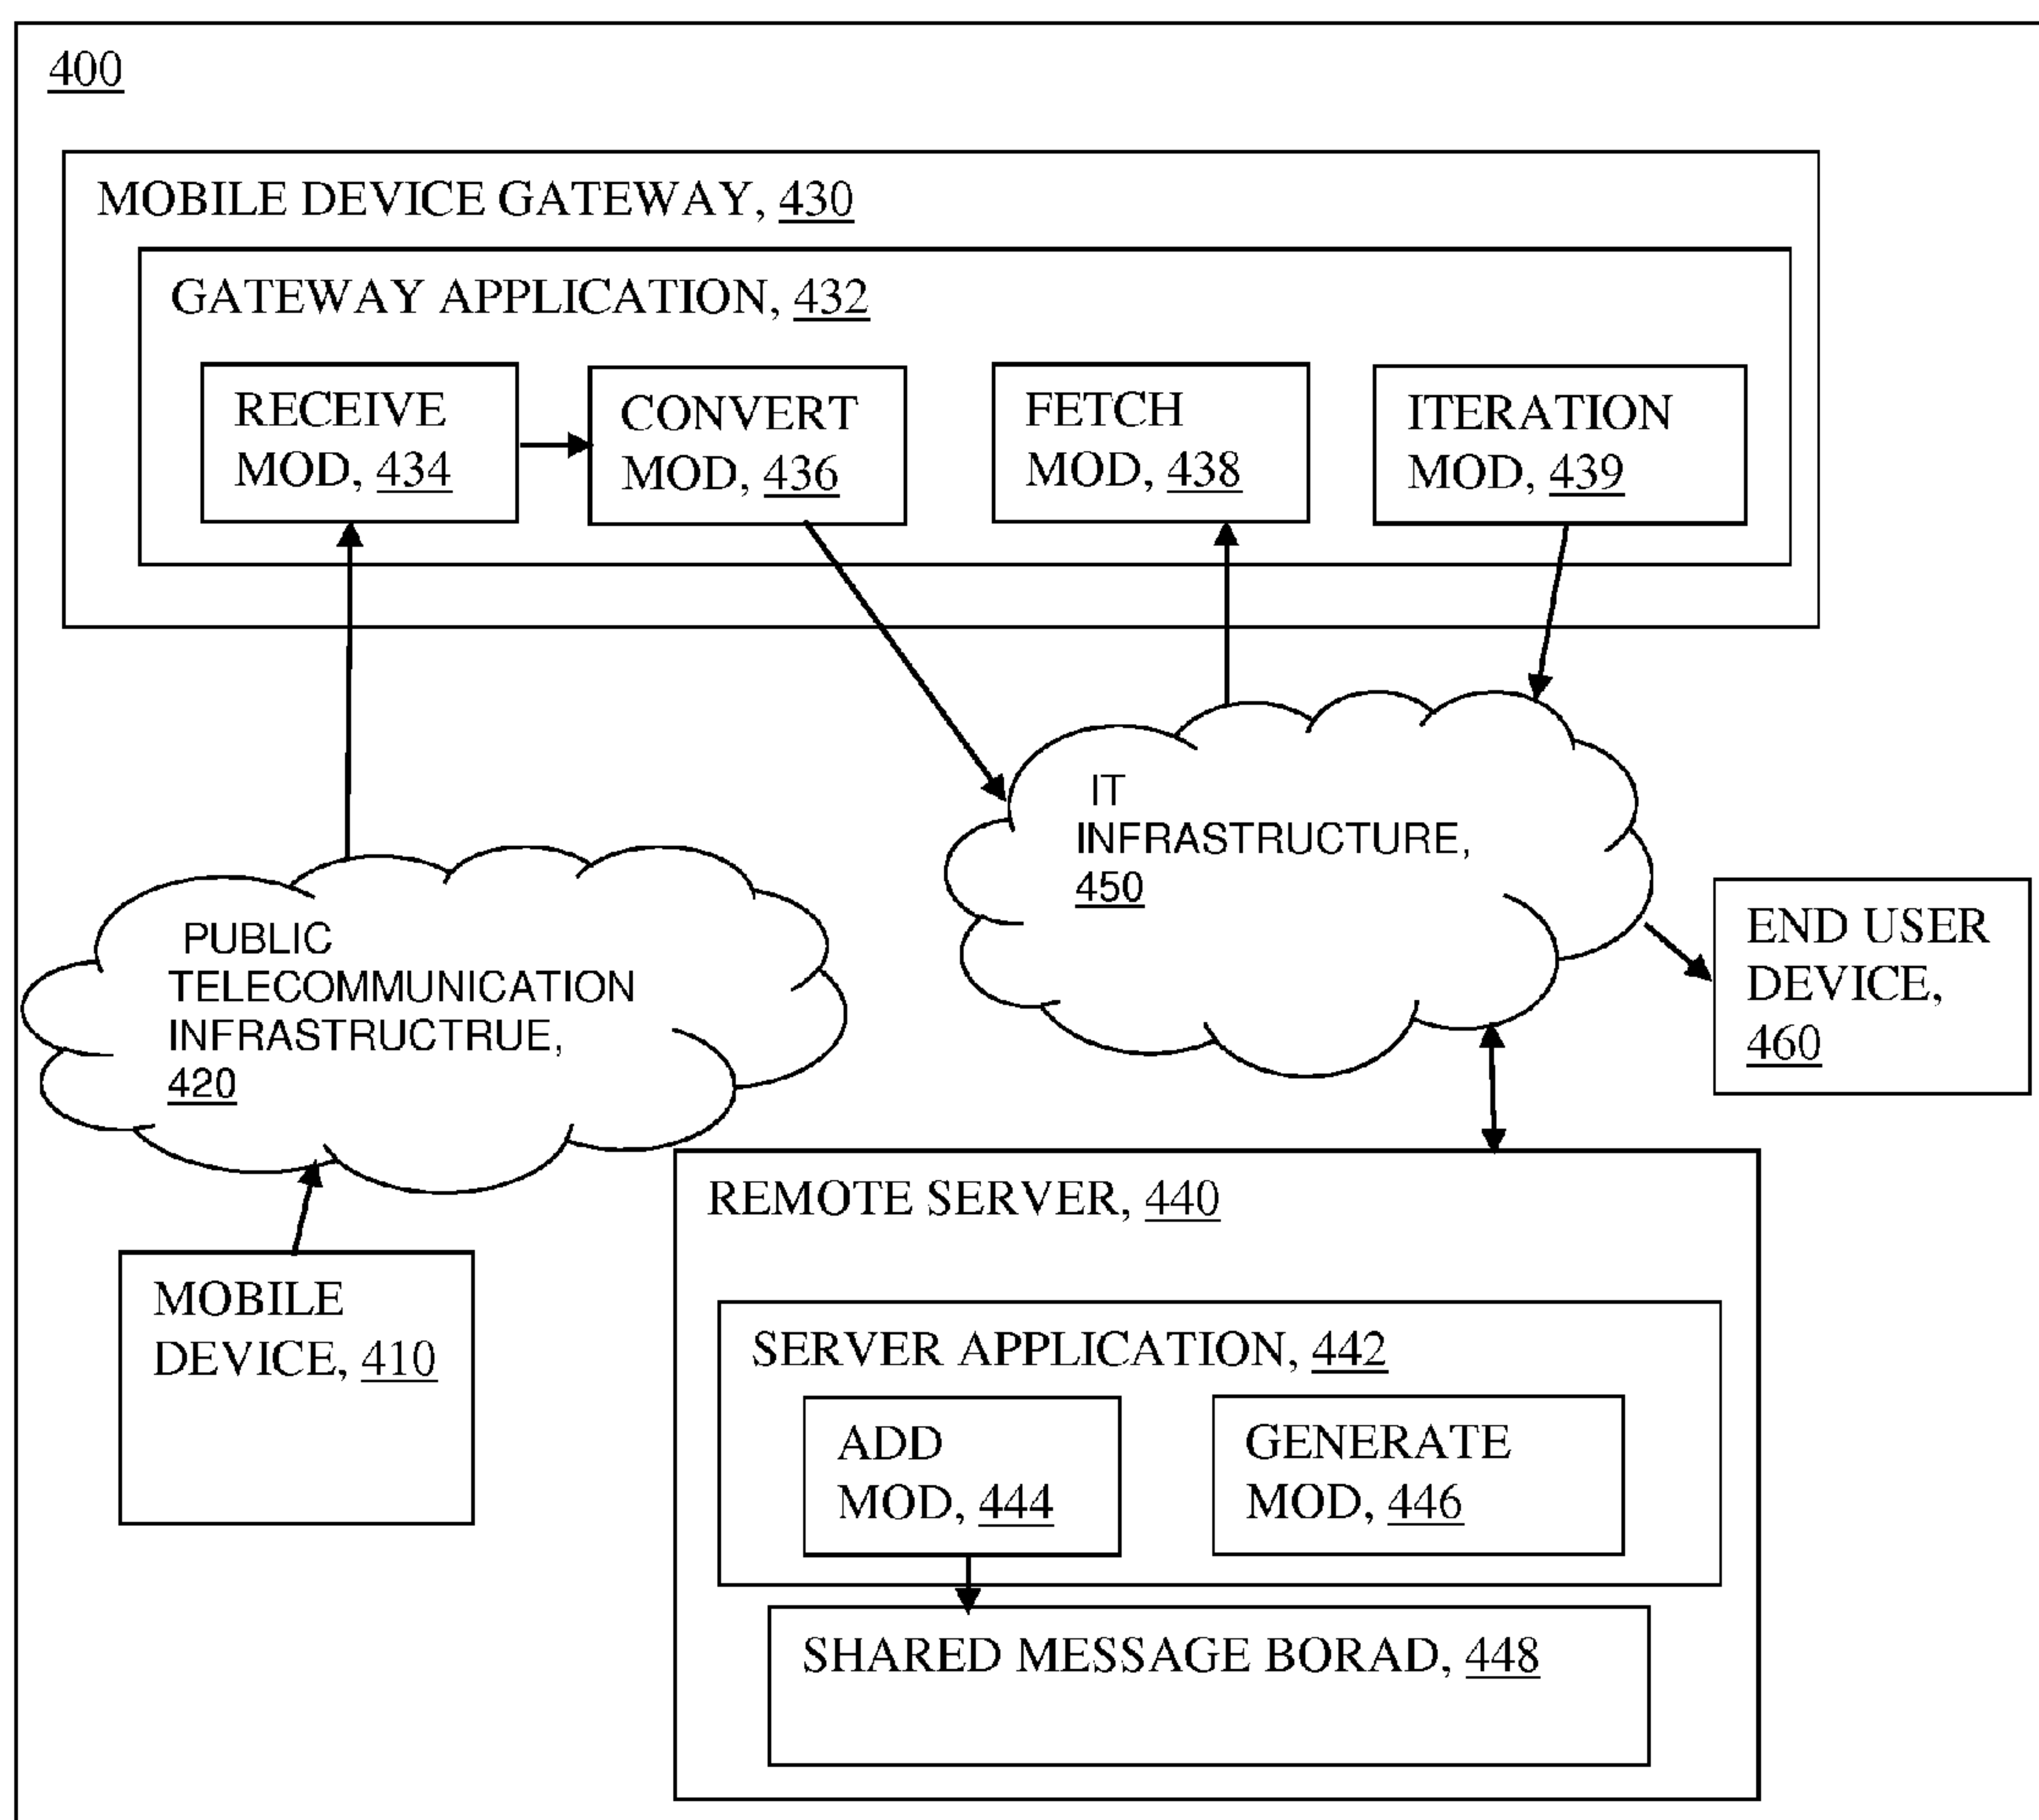 400
MOBILE DEVICE GATEWAY, 430
GATEWAY APPLICATION, 432
RECEIVE
MOD, 434
CONVERT
MOD, 436
FETCH
MOD, 438
ITERATION
MOD, 439
IT
INFRASTRUCTURE,
450
PUBLIC
TELECOMMUNICATION
INFRASTRUCTRUE,
420
END USER
DEVICE,
460
REMOTE SERVER, 440
MOBILE
DEVICE, 410
SERVER APPLICATION, 442
ADD
MOD, 444
GENERATE
MOD, 446
SHARED MESSAGE BORAD, 448